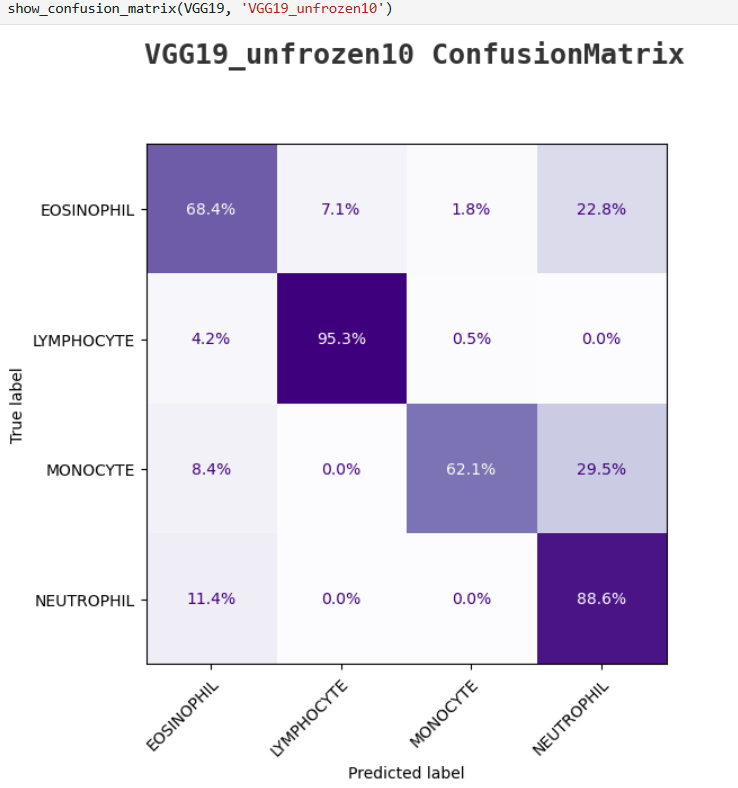 show_confusion_matrix(VGG19, 'VGG19_unfrozen10')
VGG19_unfrozen10 ConfusionMatrix
EOSINOPHIL 68.4% 7.1% 1.8% 22.8%
LYMPHOCYTE 4.2% 95.3% 0.5% 0.0%
MONOCYTE 8.4% 0.0% 62.1% 29.5%
NEUTROPHIL 11.4% 0.0% 0.0% 88.6%
True label
EOSINOPHIL LYMPHOCYTE MONOCYTE NEUTROPHIL
Predicted label